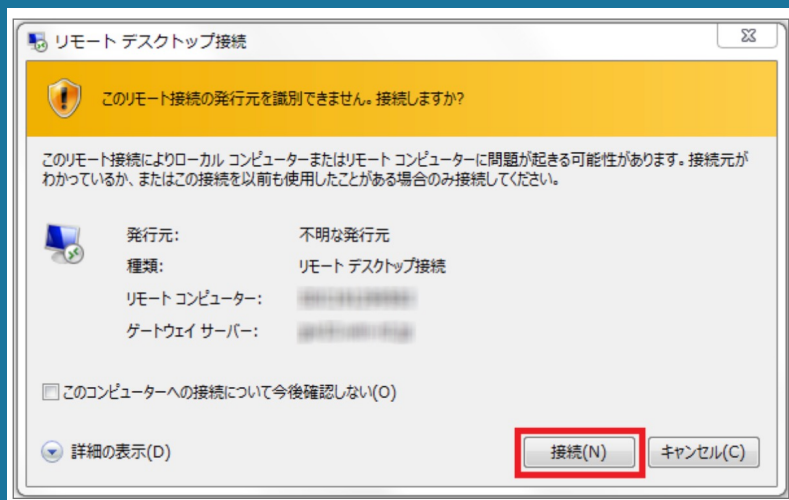 リモート デスクトップ接続
このリモート接続の発行元を識別できません。接続しますか?
このリモート接続によりローカル コンピューターまたはリモート コンピューターに問題が起きる可能性があります。接続元が
わかっているか、またはこの接続を以前も使用したことがある場合のみ接続してください。
発行元: 不明な発行元
種類: リモート デスクトップ接続
リモート コンピューター:
ゲートウェイ サーバー:
このコンピューターへの接続について今後確認しない(O)
詳細の表示(D) 接続(N) キャンセル(C)